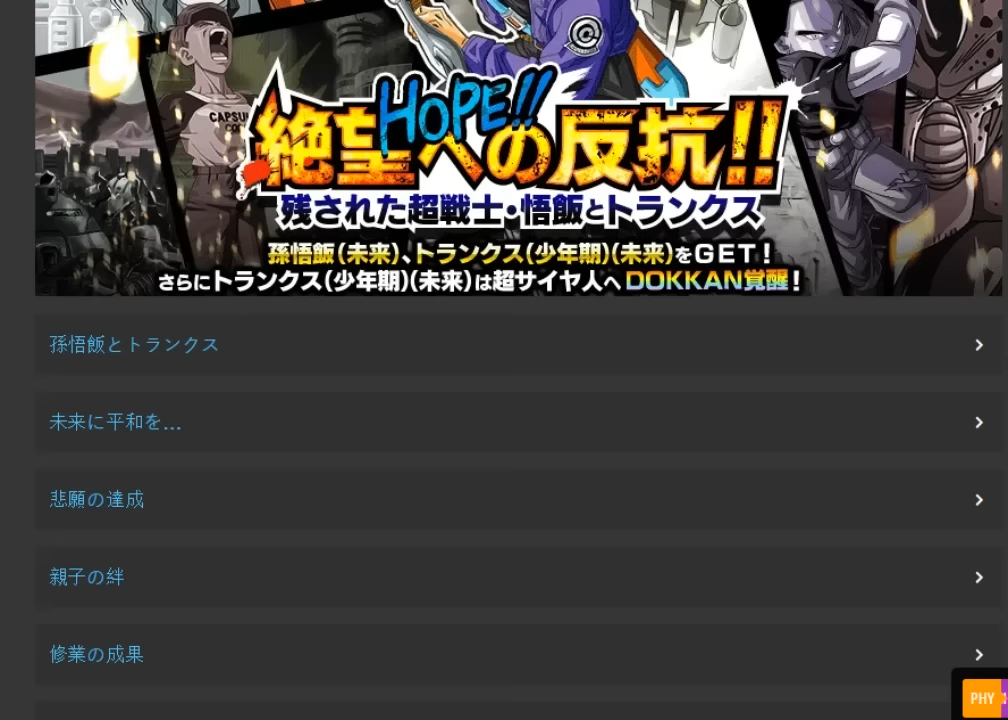 CAPSU
CO
HOPE!!
絶望への反抗!!
残された超戦士・悟飯とトランクス
孫悟飯(未来)、トランクス(少年期)(未来)をGET!
さらにトランクス(少年期)(未来)は超サイヤ人へDOKKAN覚醒!
孫悟飯とトランクス
未来に平和を…
悲願の達成
親子の絆
修業の成果
PHY